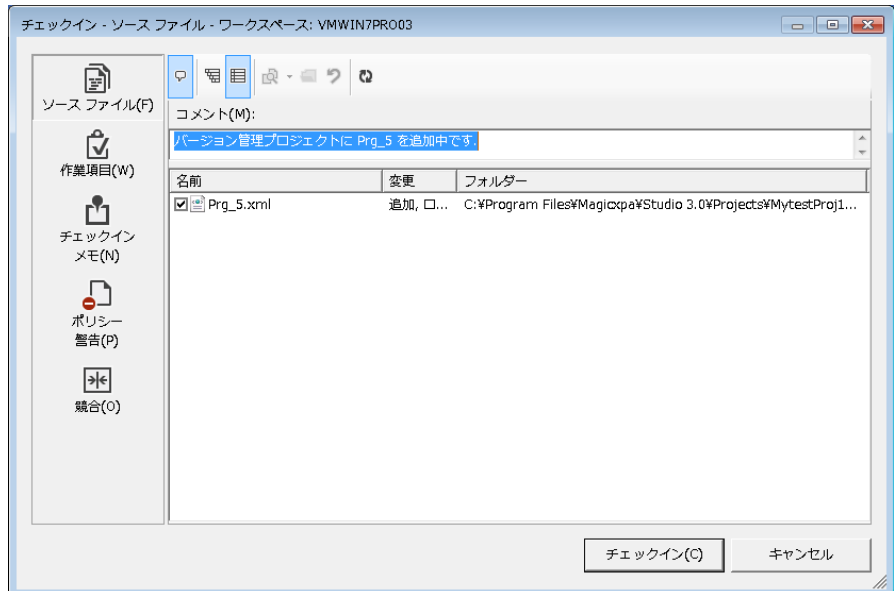 チェックイン - ソース ファイル - ワークスペース: VMWIN7PRO03
ソース ファイル(F)
作業項目(W)
チェックイン
メモ(N)
ポリシー
警告(P)
競合(O)
コメント(M):
バージョン管理プロジェクトに Prg_5 を追加中です.
名前 変更 フォルダー
Prg_5.xml 追加, ロ... C:¥Program Files¥Magicxpa¥Studio 3.0¥Projects¥MytestProj1...
チェックイン(C) キャンセル